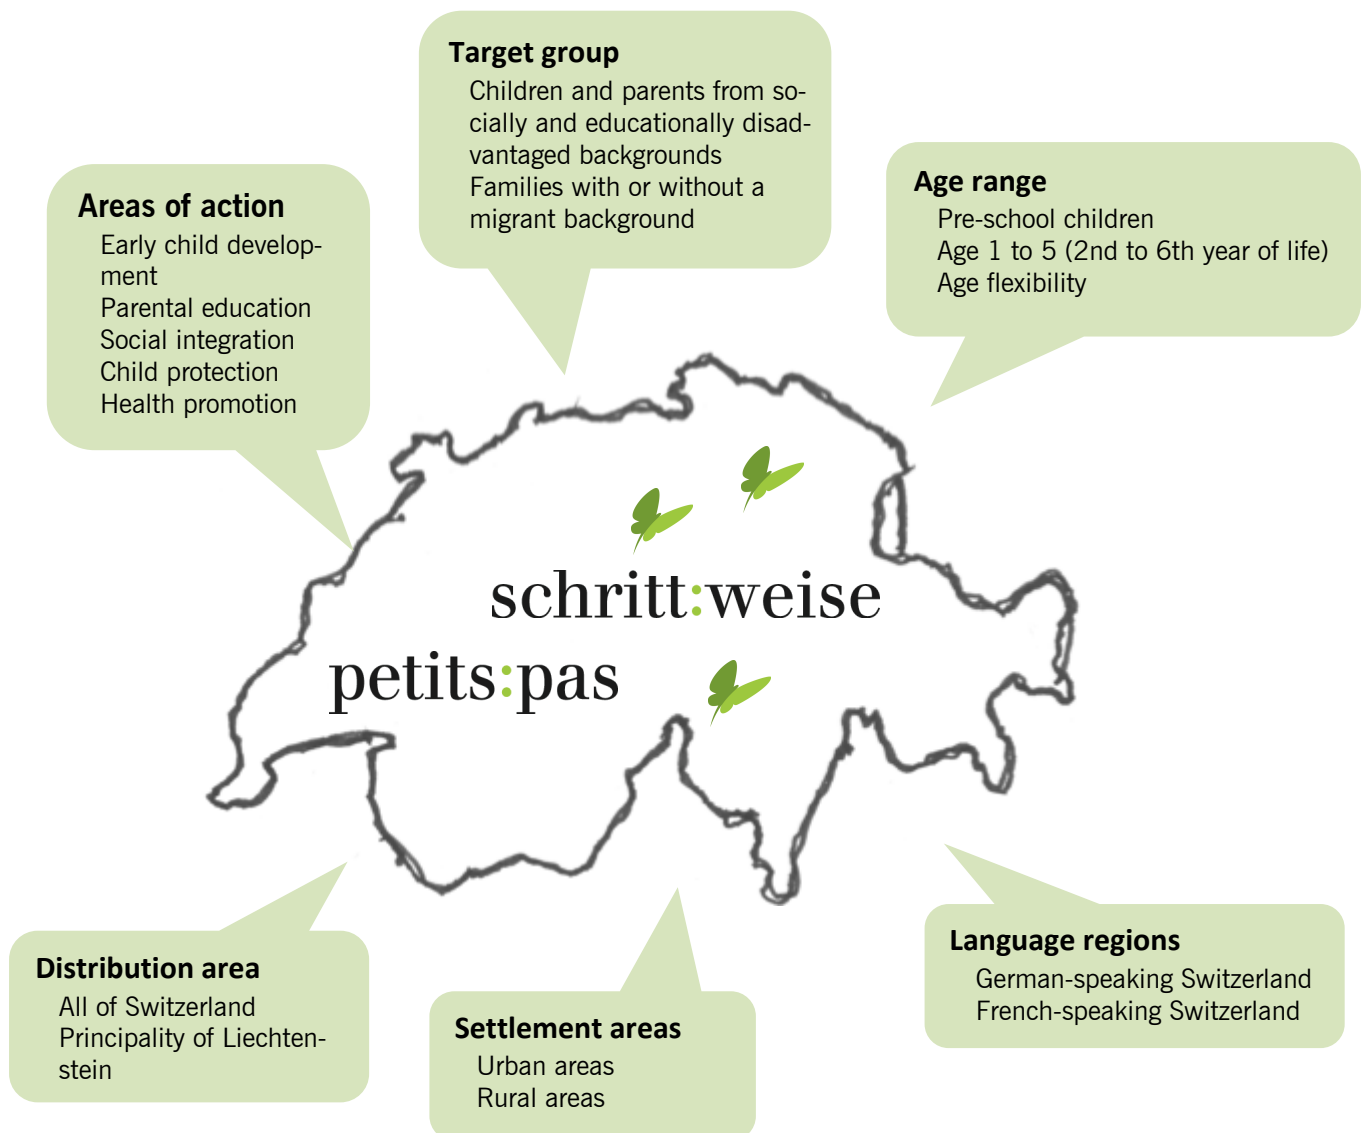 Target group
Children and parents from so-
cially and educationally disad-
vantaged backgrounds
Families with or without a
migrant background
Age range
Pre-school children
Age 1 to 5 (2nd to 6th year of life)
Age flexibility
Areas of action
Early child develop-
ment
Parental education
Social integration
Child protection
Health promotion
schritt:weise
petits:pas
Distribution area
All of Switzerland
Principality of Liechten-
stein
Settlement areas
Urban areas
Rural areas
Language regions
German-speaking Switzerland
French-speaking Switzerland